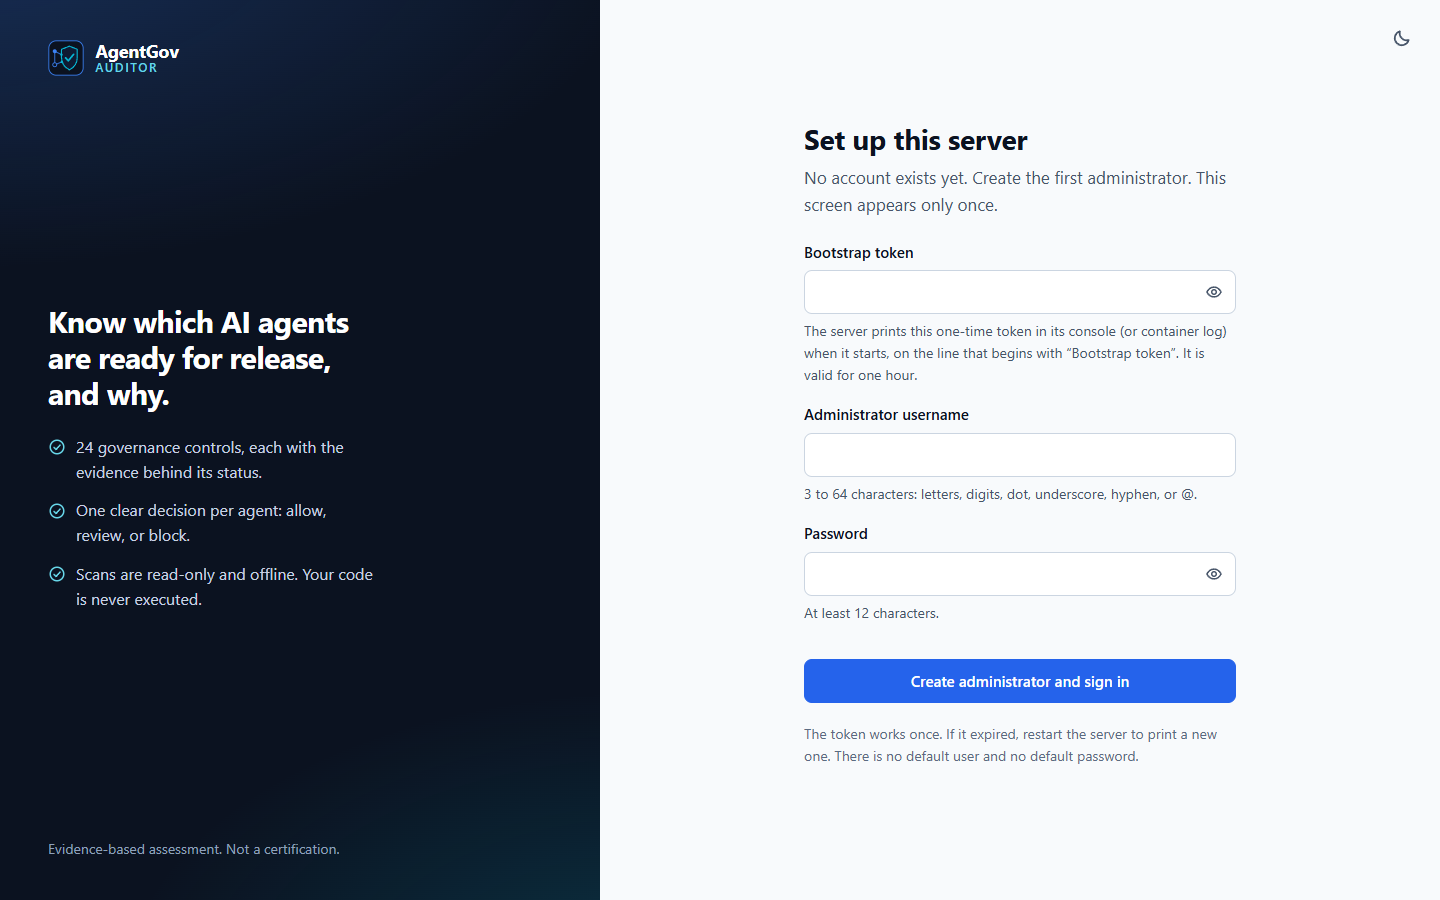 AgentGov
AUDITOR
Know which AI agents
are ready for release,
and why.
24 governance controls, each with the
evidence behind its status.
One clear decision per agent: allow,
review, or block.
Scans are read-only and offline. Your code
is never executed.
Evidence-based assessment. Not a certification.
Set up this server
No account exists yet. Create the first administrator. This
screen appears only once.
Bootstrap token
The server prints this one-time token in its console (or container log)
when it starts, on the line that begins with “Bootstrap token”. It is
valid for one hour.
Administrator username
3 to 64 characters: letters, digits, dot, underscore, hyphen, or @.
Password
At least 12 characters.
Create administrator and sign in
The token works once. If it expired, restart the server to print a new
one. There is no default user and no default password.